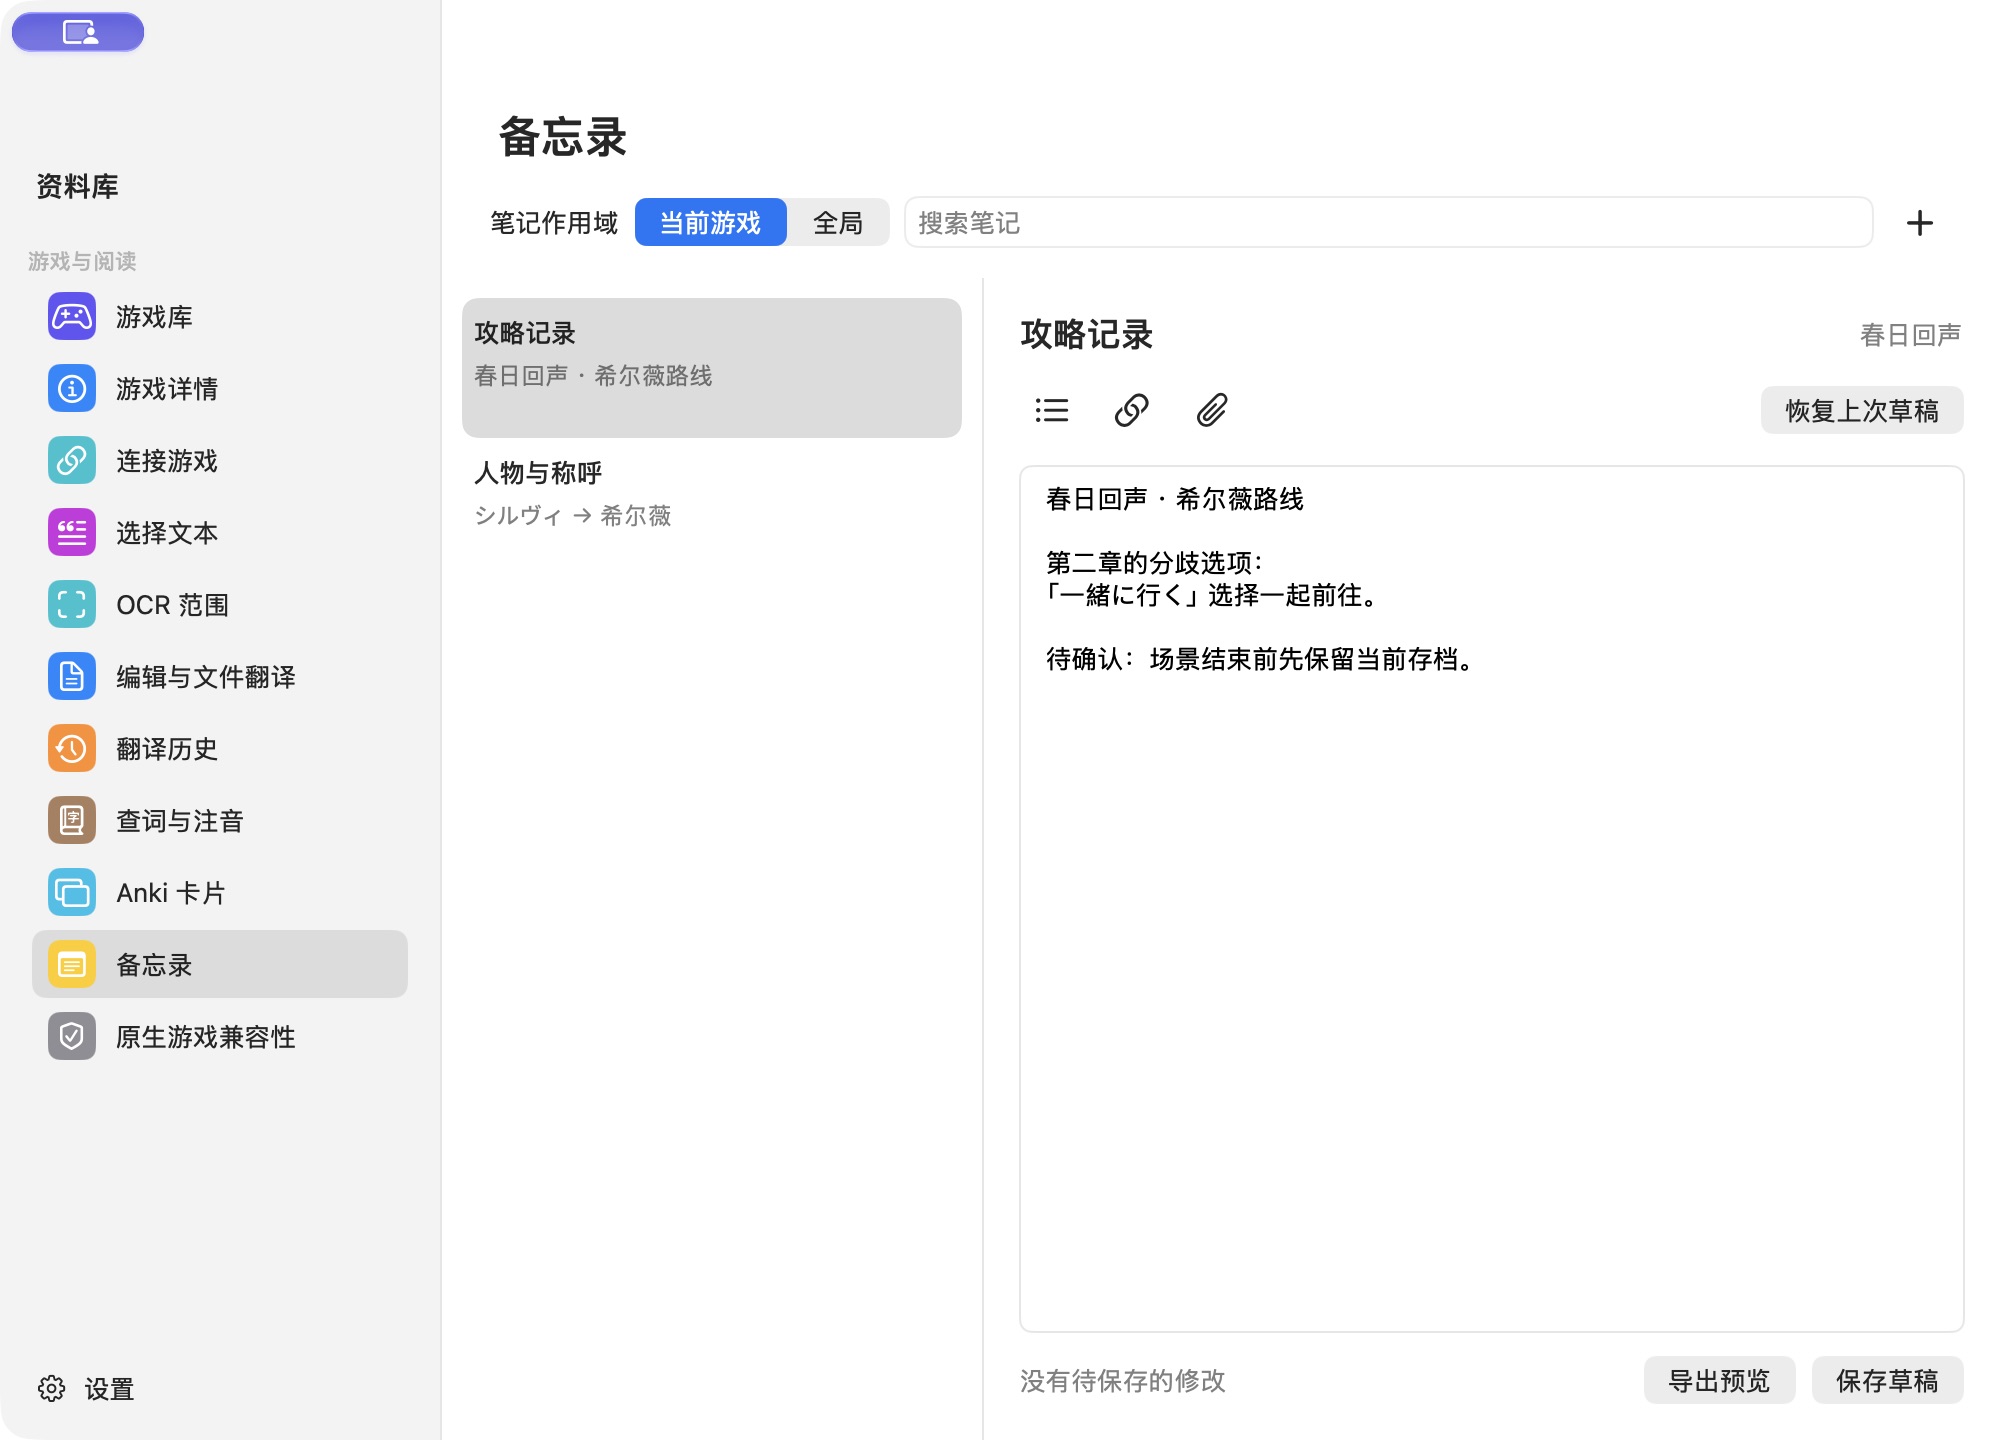 资料库
游戏与阅读
游戏库
游戏详情
连接游戏
选择文本
OCR 范围
编辑与文件翻译
翻译历史
字
查词与注音
Anki 卡片
备忘录
原生游戏兼容性
设置
备忘录
笔记作用域
当前游戏
全局
搜索笔记
攻略记录
春日回声 · 希尔薇路线
人物与称呼
シルヴィ → 希尔薇
攻略记录
春日回声
恢复上次草稿
春日回声 · 希尔薇路线
第二章的分歧选项：
「一緒に行く」选择一起前往。
待确认：场景结束前先保留当前存档。
没有待保存的修改
导出预览
保存草稿